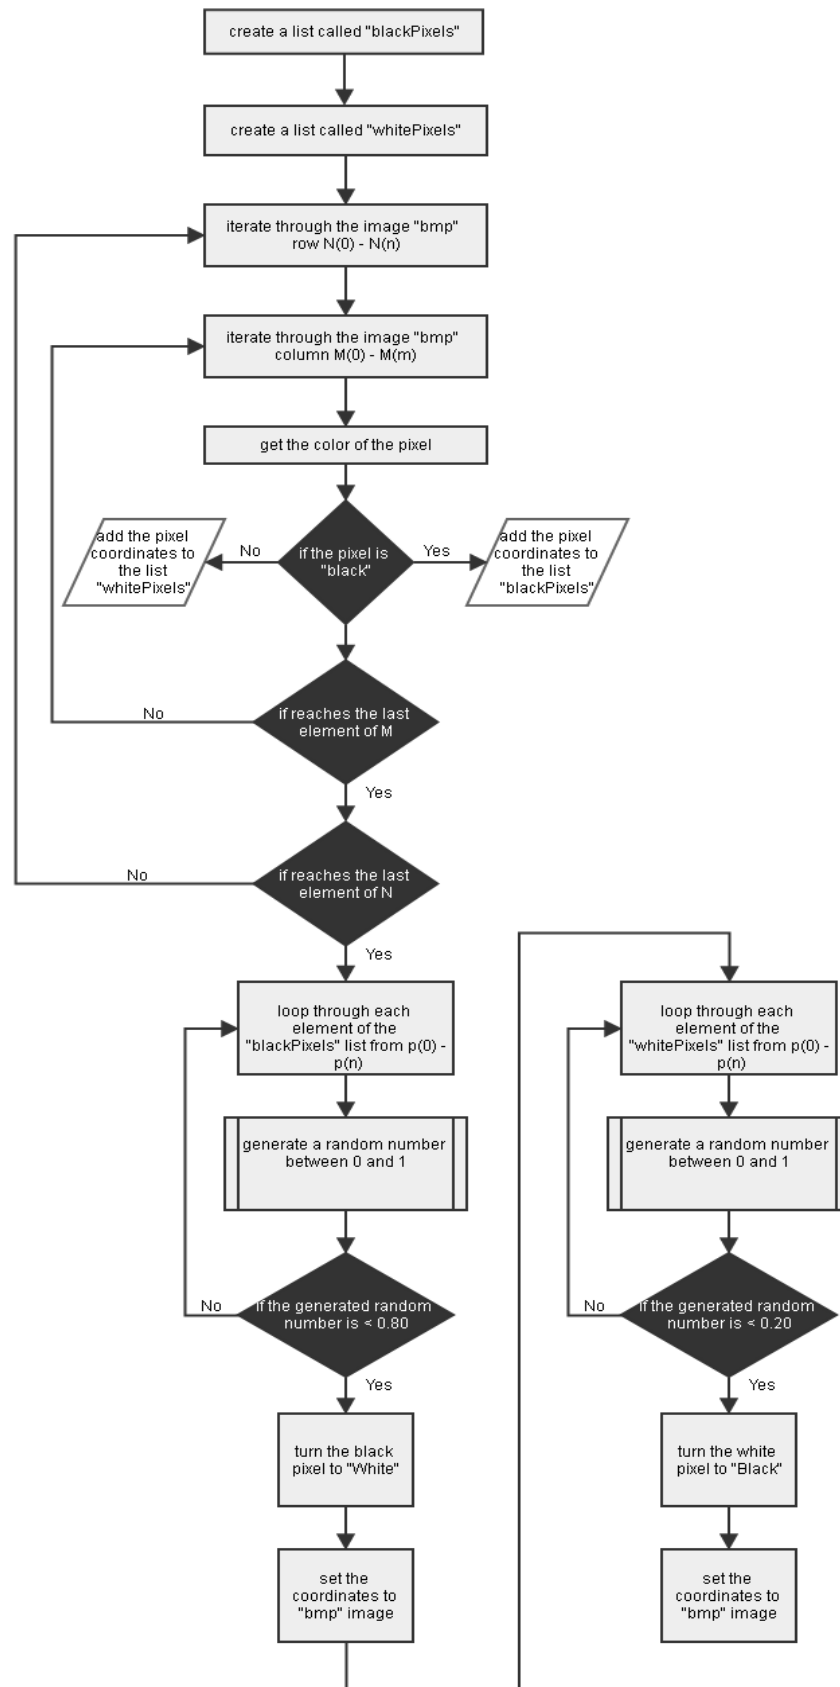 create a list called "blackPixels"
create a list called "whitePixels"
iterate through the image "bmp"
row N(0) - N(n)
iterate through the image "bmp"
column M(0) - M(m)
get the color of the pixel
add the pixel
coordinates to
the list
"whitePixels"
No
if the pixel is
"black"
Yes
add the pixel
coordinates to
the list
"blackPixels"
if reaches the last
element of M
No
Yes
if reaches the last
element of N
No
Yes
loop through each
element of the
"blackPixels" list from p(0) -
p(n)
generate a random number
between 0 and 1
if the generated random
number is < 0.80
No
Yes
turn the black
pixel to "White"
set the
coordinates to
"bmp" image
loop through each
element of the
"whitePixels" list from p(0) -
p(n)
generate a random number
between 0 and 1
if the generated random
number is < 0.20
No
Yes
turn the white
pixel to "Black"
set the
coordinates to
"bmp" image